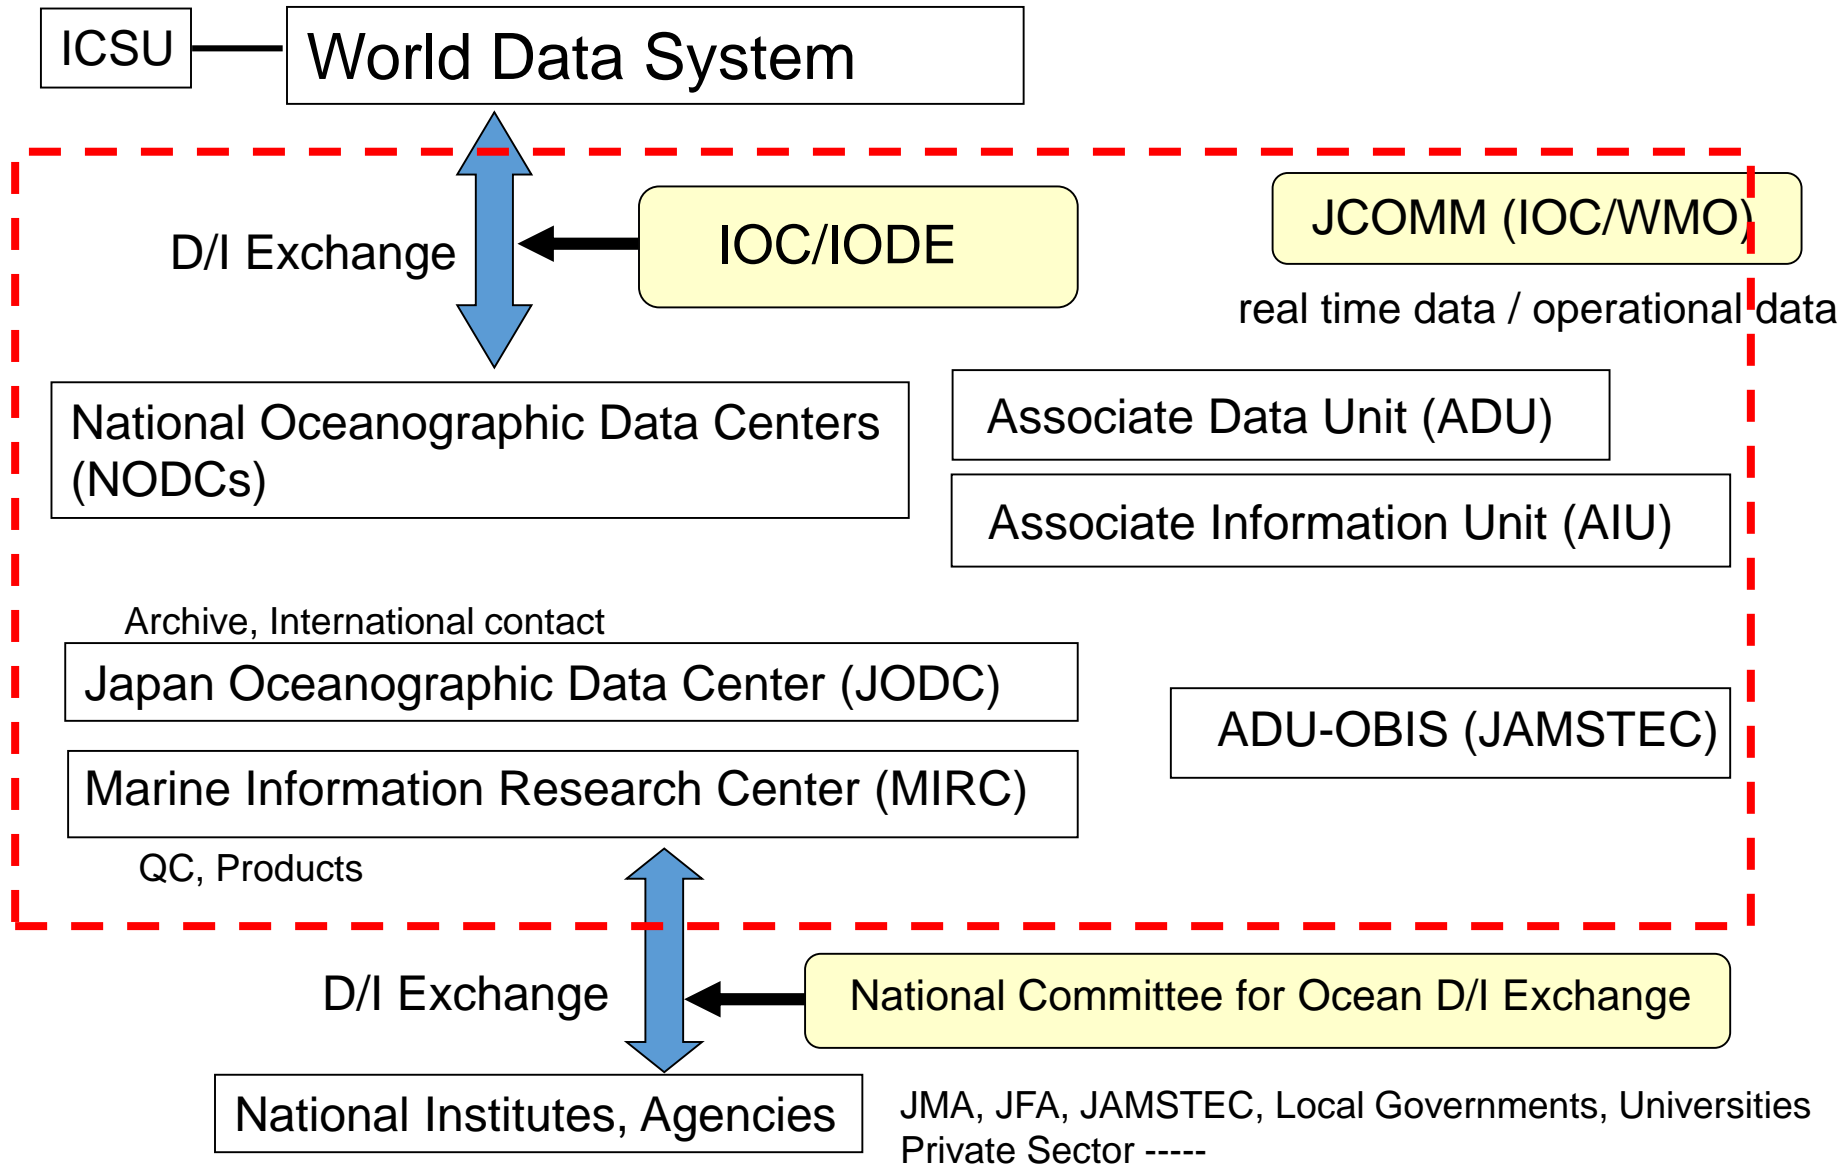 ICSU
World Data System
D/I Exchange
IOC/IODE
JCOMM (IOC/WMO)
real time data / operational data
National Oceanographic Data Centers
(NODCs)
Associate Data Unit (ADU)
Associate Information Unit (AIU)
Archive, International contact
Japan Oceanographic Data Center (JODC)
ADU-OBIS (JAMSTEC)
Marine Information Research Center (MIRC)
QC, Products
D/I Exchange
National Committee for Ocean D/I Exchange
National Institutes, Agencies
JMA, JFA, JAMSTEC, Local Governments, Universities
Private Sector -----